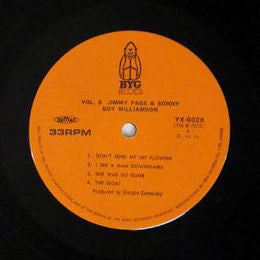 BYG
RECORDS
VOL. 6 JIMMY PAGE & SONNY
BOY WILLIAMSON
33RPM
YX-6028
1. DON'T SEND ME NO FLOWERS
2. I SEE A MAN DOWNSTAIRS
3. SHE WAS SO DUMB
4. THE GOAT
Produced by Giorgio Gomelsky